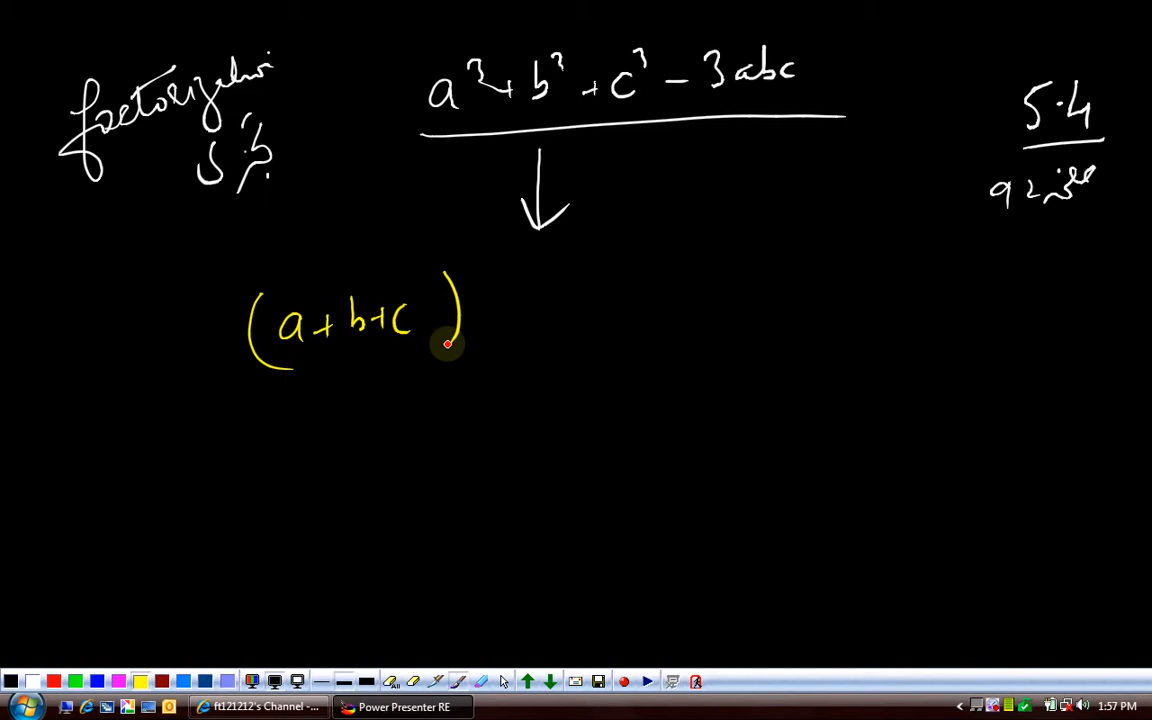 factorization
a³ + b³ + c³ - 3abc
5.4
(a+b+c)
ft121212's Channel -...
Power Presenter RE
1:57 PM